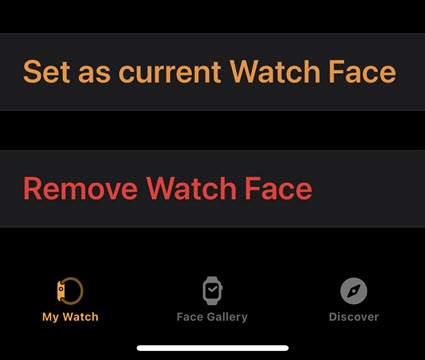 Set as current Watch Face
Remove Watch Face
My Watch
Face Gallery
Discover